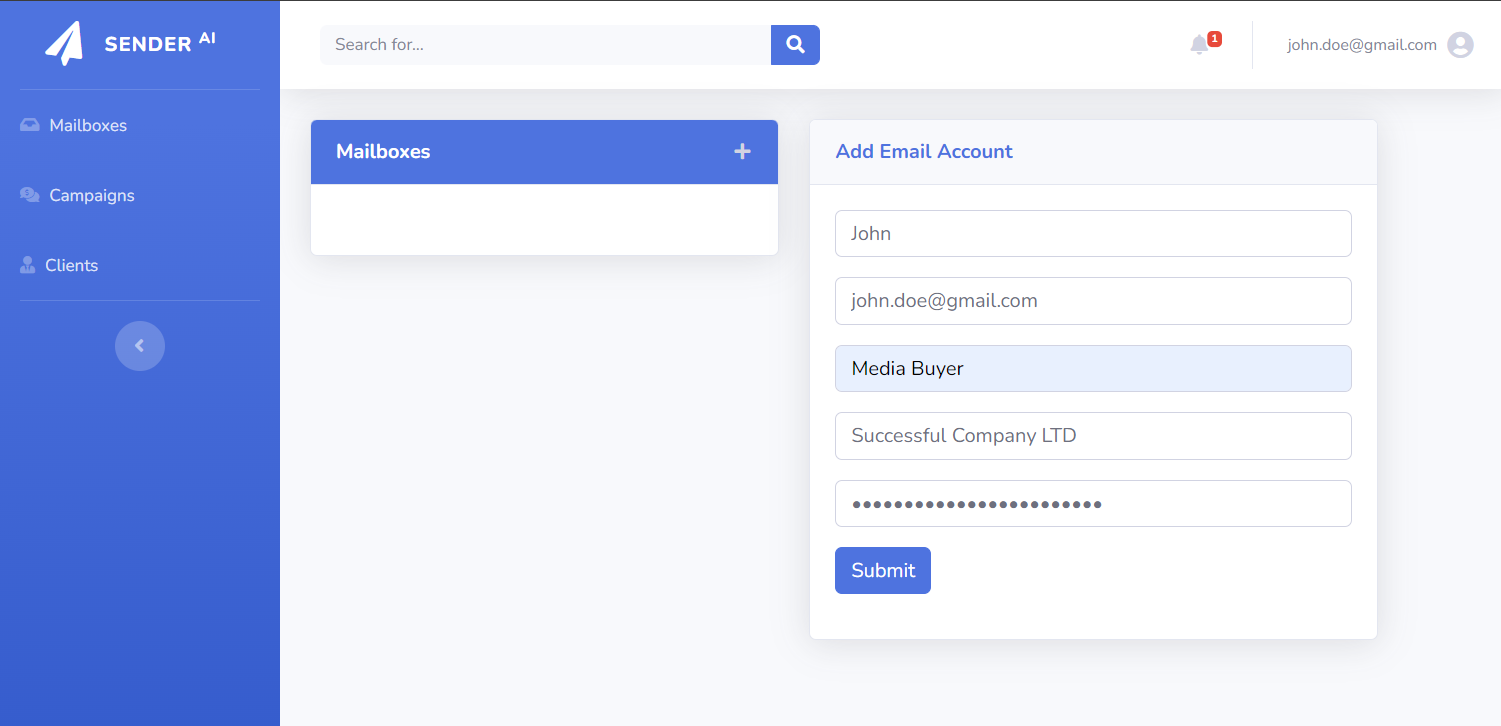 SENDER AI
Search for...
1
john.doe@gmail.com
Mailboxes
Campaigns
Clients
Mailboxes
Add Email Account
John
john.doe@gmail.com
Media Buyer
Successful Company LTD
••••••••••••••••••••••••
Submit